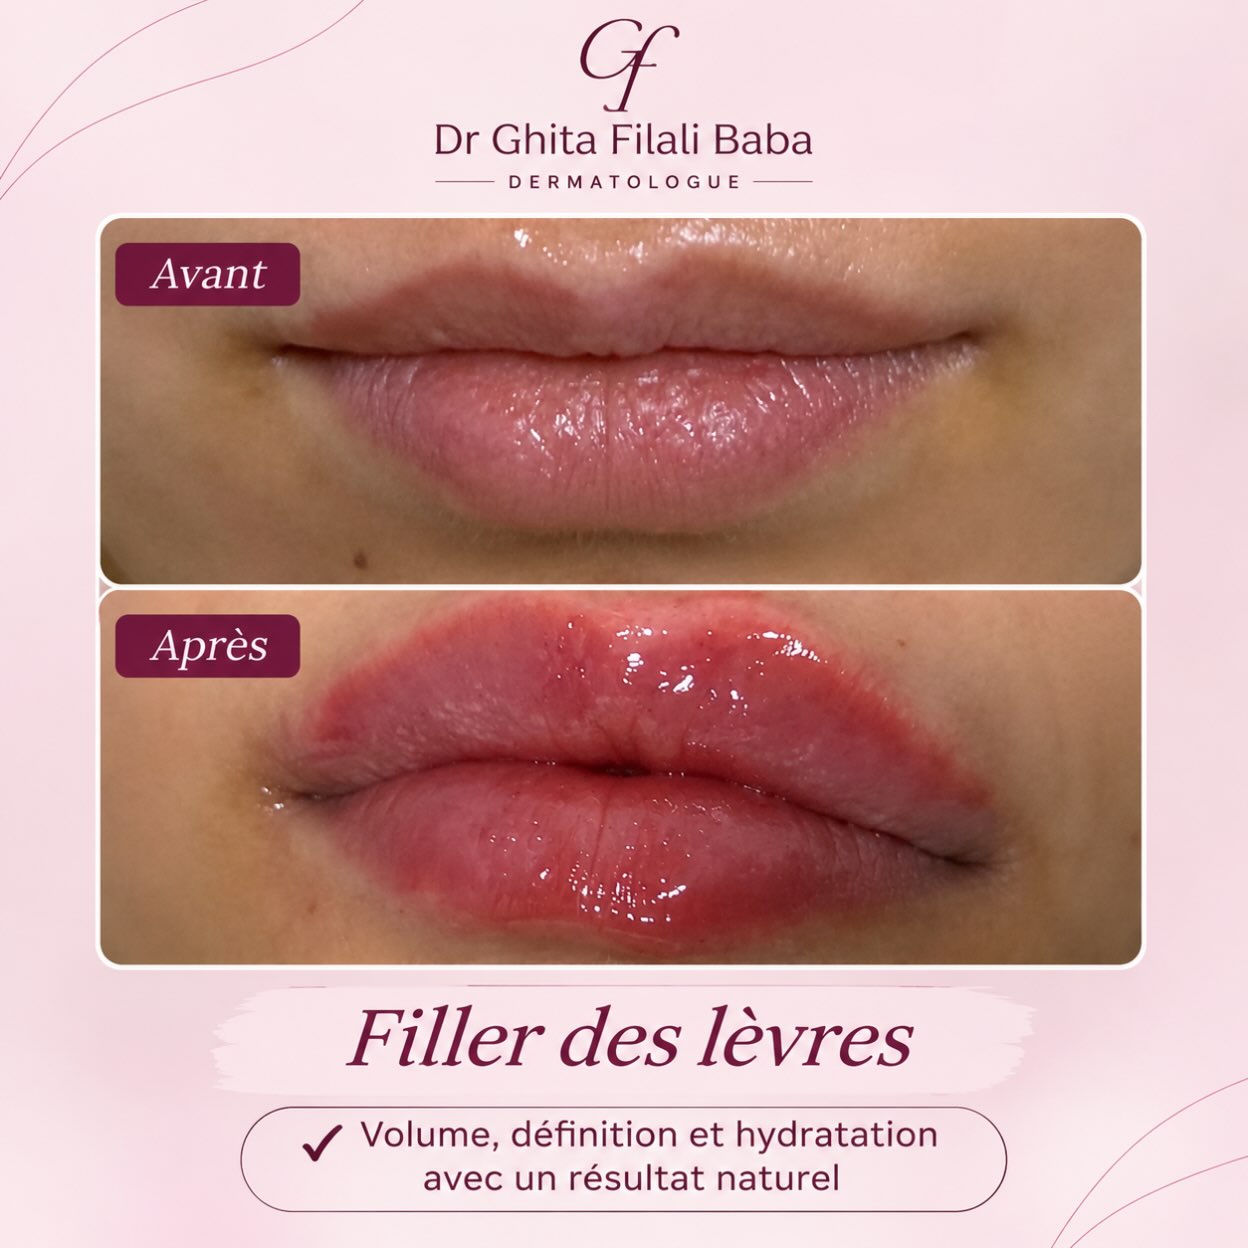 Gf
Dr Ghita Filali Baba
DERMATOLOGUE
Avant
Après
Filler des lèvres
✓ Volume, définition et hydratation
avec un résultat naturel